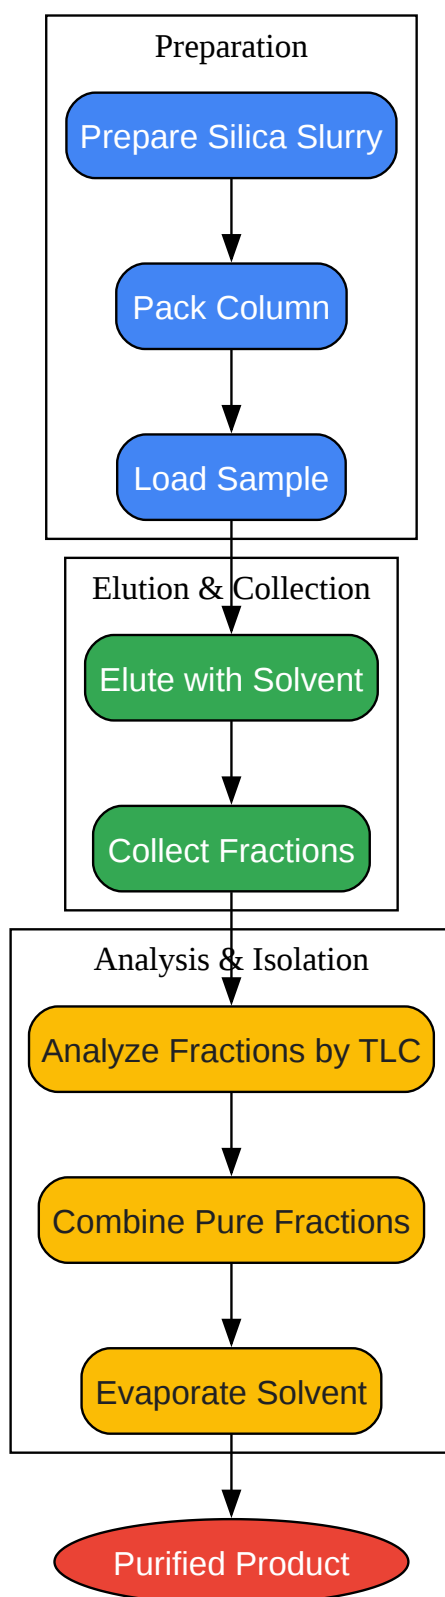 Preparation
Prepare Silica Slurry
Pack Column
Load Sample
Elution & Collection
Elute with Solvent
Collect Fractions
Analysis & Isolation
Analyze Fractions by TLC
Combine Pure Fractions
Evaporate Solvent
Purified Product